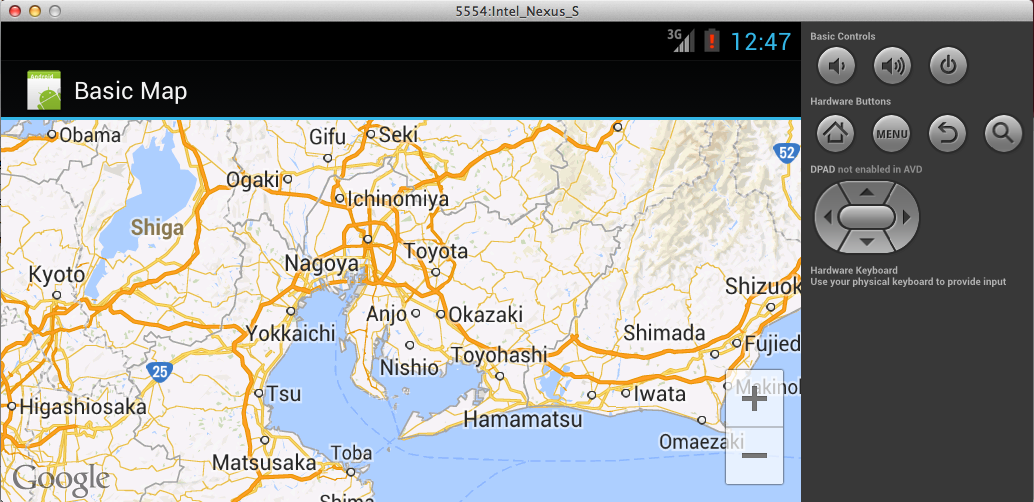 5554:Intel_Nexus_S
3G
12:47
Android
Basic Map
Obama
Gifu
Seki
52
Ogaki
Ichinomiya
Shiga
Toyota
Nagoya
Kyoto
Shizuok
Anjo
Okazaki
Yokkaichi
Shimada
Fujied
Nishio
Toyohashi
25
Makinol
Tsu
Iwata
Higashiosaka
Hamamatsu
Omaezaki
Toba
Matsusaka
Google
Shima
+
−
Basic Controls
Hardware Buttons
MENU
DPAD not enabled in AVD
Hardware Keyboard
Use your physical keyboard to provide input